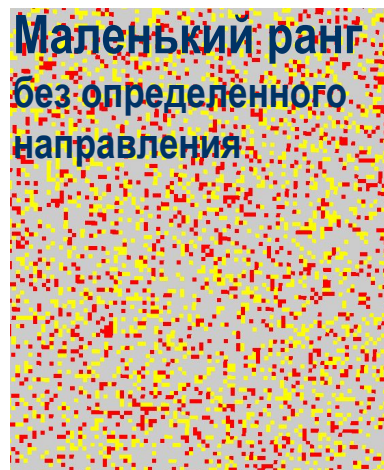 Маленький ранг
без определенного
направления